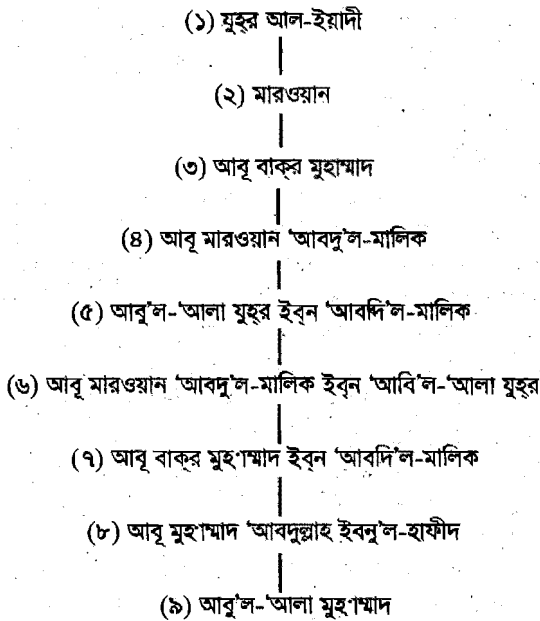 (১) যুহ্‌র আল-ইয়াদী
(২) মারওয়ান
(৩) আবূ বাক্‌র মুহাম্মাদ
(৪) আবূ মারওয়ান 'আবদু'ল-মালিক
(৫) আবু'ল-'আলা যুহ্‌র ইব্‌ন 'আবদি'ল-মালিক
(৬) আবূ মারওয়ান 'আবদু'ল-মালিক ইব্‌ন 'আবি'ল-'আলা যুহ্‌র
(৭) আবূ বাক্‌র মুহ'াম্মাদ ইব্‌ন 'আবদি'ল-মালিক
(৮) আবূ মুহ'াম্মাদ 'আবদুল্লাহ ইবনু'ল-হাফীদ
(৯) আবু'ল-'আলা মুহ'াম্মাদ